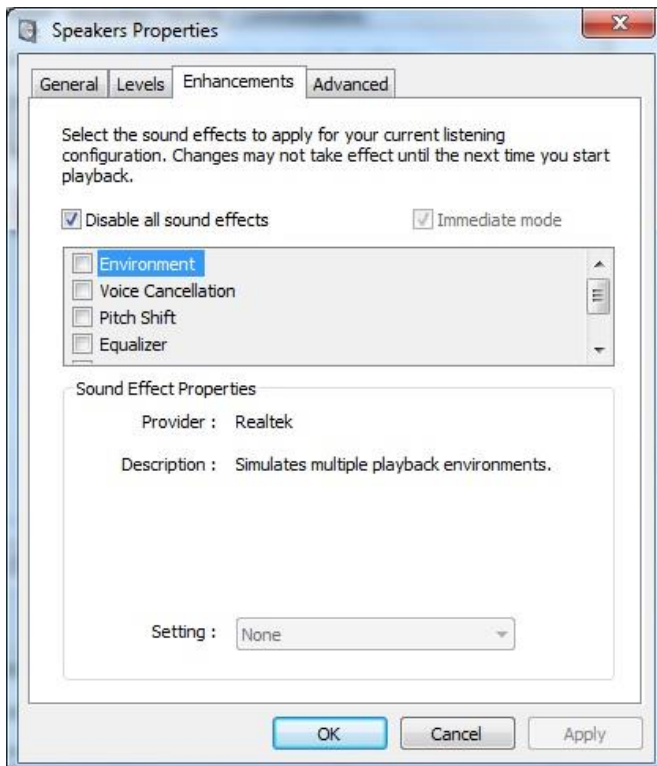 Speakers Properties
General Levels Enhancements Advanced
Select the sound effects to apply for your current listening
configuration. Changes may not take effect until the next time you start
playback.
Disable all sound effects Immediate mode
Environment
Voice Cancellation
Pitch Shift
Equalizer
Sound Effect Properties
Provider : Realtek
Description : Simulates multiple playback environments.
Setting : None
OK Cancel Apply